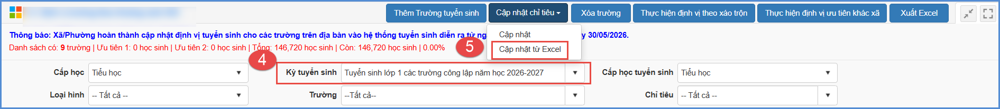 Thêm Trường tuyển sinh Cập nhật chỉ tiêu Xóa trường Thực hiện định vị theo xáo trộn Thực hiện định vị ưu tiên khác xã Xuất Excel
Cập nhật
Thông báo: Xã/Phường hoàn thành cập nhật định vị tuyển sinh cho các trường trên địa bàn vào hệ thống tuyển sinh diễn ra từ y 30/05/2026.
Danh sách có: 9 trường | Ưu tiên 1: 0 học sinh | Ưu tiên 2: 0 học sinh | Tổng: 146,720 học sinh | Còn: 146,720 học sinh | 0.00%
5 Cập nhật từ Excel
4
Cấp học Tiểu học Kỳ tuyển sinh Tuyển sinh lớp 1 các trường công lập năm học 2026-2027 Cấp học tuyển sinh Tiểu học
Loại hình -- Tất cả -- Trường --Tất cả-- Chỉ tiêu -- Tất cả --